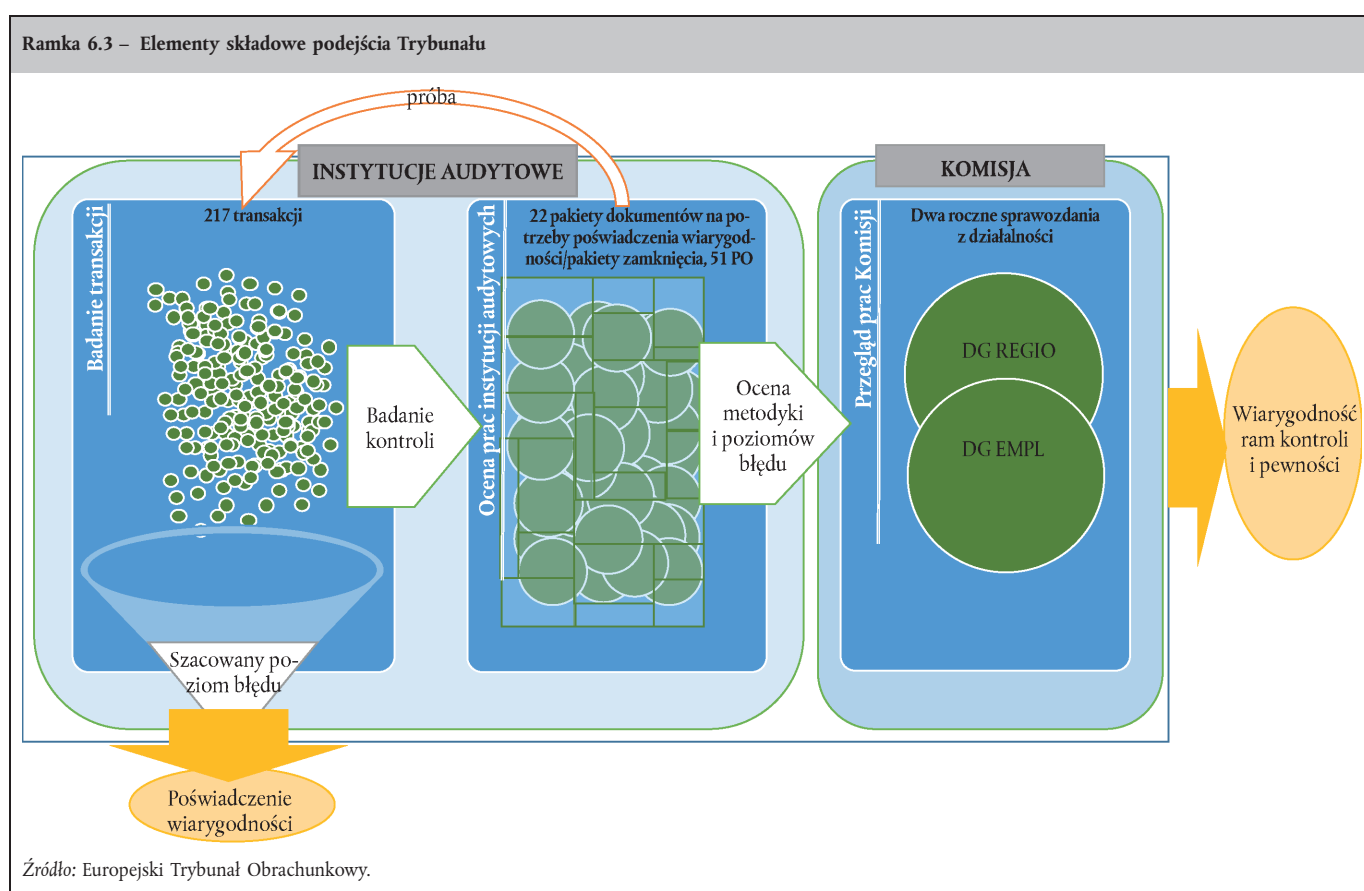 Ramka 6.3 – Elementy składowe podejścia Trybunału
próba
INSTYTUCJE AUDYTOWE
KOMISJA
Badanie transakcji
217 transakcji
Ocena prac instytucji audytowych
22 pakiety dokumentów na po-
trzeby poświadczenia wiarygod-
ności/pakiety zamknięcia, 51 PO
Przegląd prac Komisji
Dwa roczne sprawozdania
z działalności
Badanie
kontroli
Ocena
metodyki
i poziomów
błędu
DG REGIO
DG EMPL
Wiarygodność
ram kontroli
i pewności
Szacowany po-
ziom błędu
Poświadczenie
wiarygodności
Źródło: Europejski Trybunał Obrachunkowy.